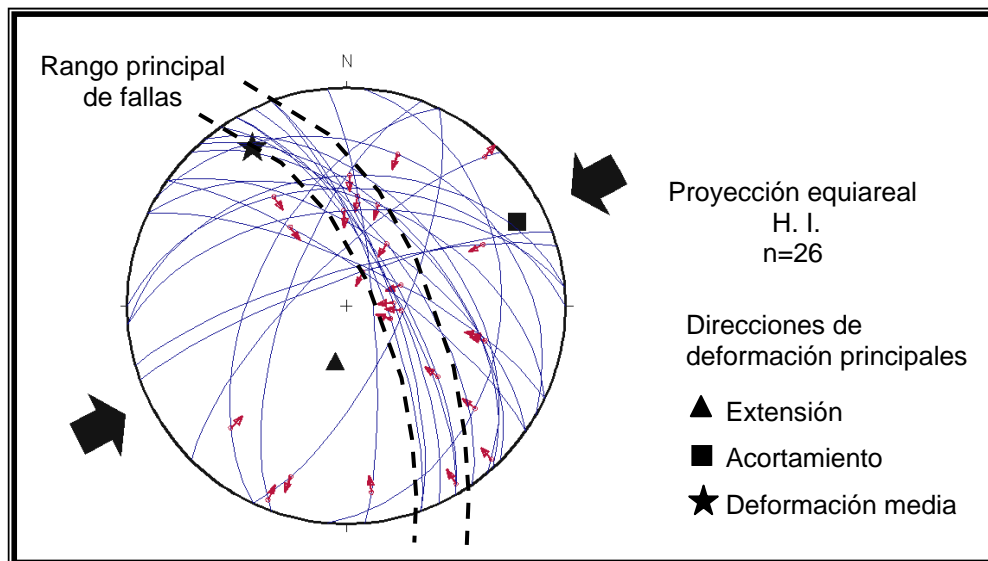 Rango principal
de fallas
N
Proyección equiareal
H. I.
n=26
Direcciones de
deformación principales
Extensión
Acortamiento
Deformación media